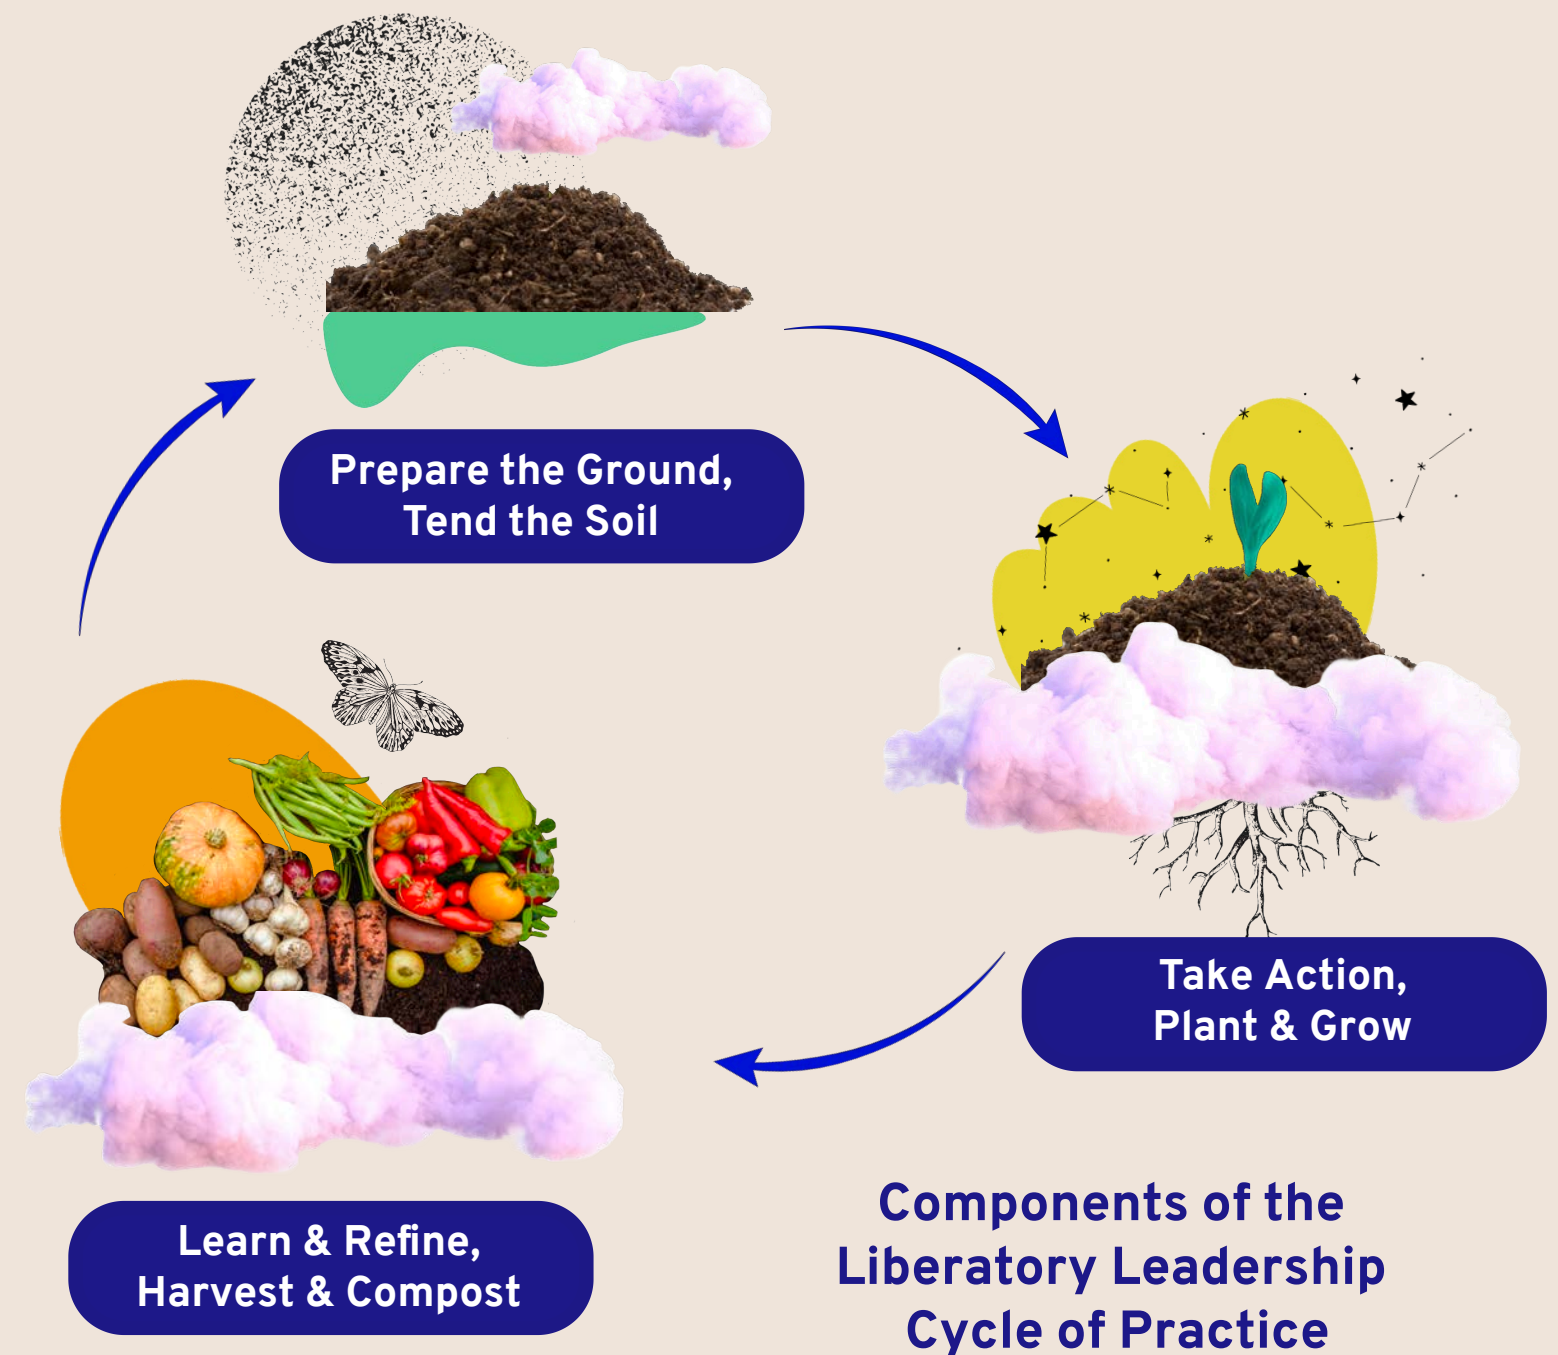 Prepare the Ground,
Tend the Soil
Take Action,
Plant & Grow
Learn & Refine,
Harvest & Compost
Components of the
Liberatory Leadership
Cycle of Practice